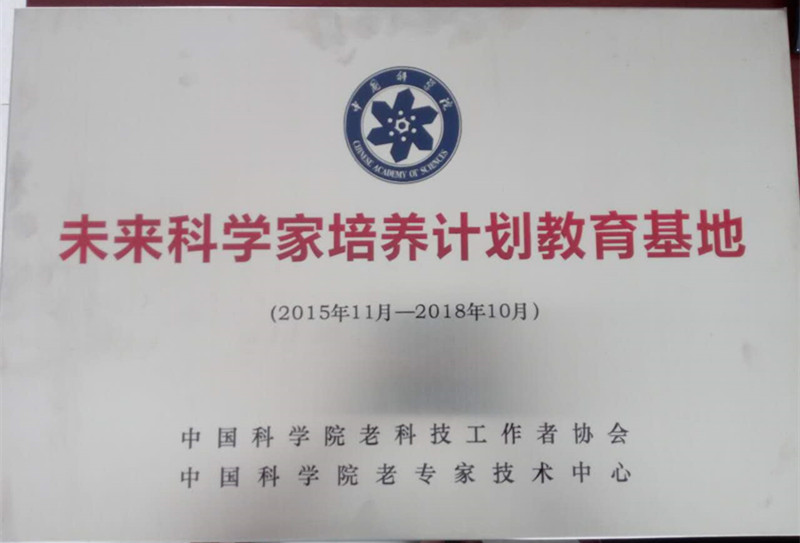 中国科学院
CHINESE ACADEMY OF SCIENCES
未来科学家培养计划教育基地
(2015年11月—2018年10月)
中国科学院老科技工作者协会
中国科学院老专家技术中心